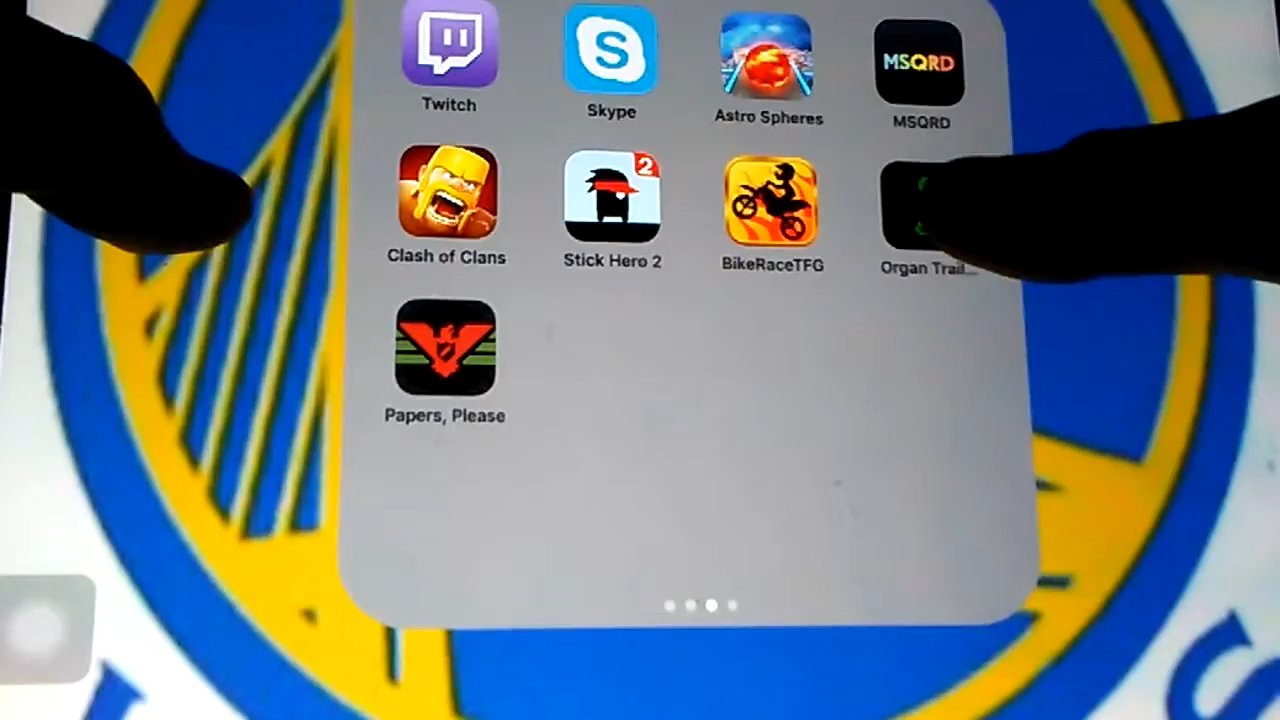 Twitch Skype Astro Spheres MSQRD
MSQRD
2
Clash of Clans Stick Hero 2 BikeRaceTFG Organ Trail...
Papers, Please
S